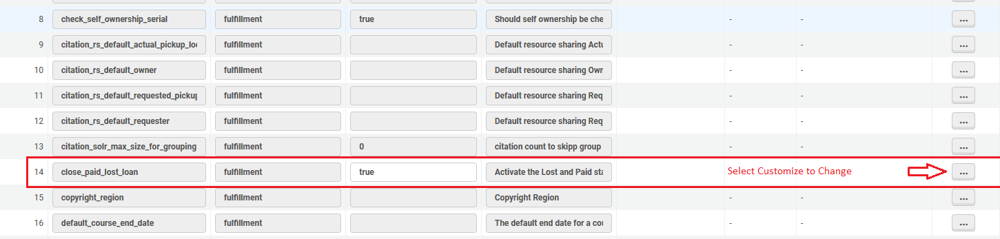 8 check_self_ownership_serial fulfillment true Should self ownership be che - - ...
9 citation_rs_default_actual_pickup_lo fulfillment Default resource sharing Actu - - ...
10 citation_rs_default_owner fulfillment Default resource sharing Own - - ...
11 citation_rs_default_requested_pickup fulfillment Default resource sharing Req - - ...
12 citation_rs_default_requester fulfillment Default resource sharing Req - - ...
13 citation_solr_max_size_for_grouping fulfillment 0 citation count to skipp group - - ...
14 close_paid_lost_loan fulfillment true Activate the Lost and Paid sta Select Customize to Change ...
15 copyright_region fulfillment Copyright Region - - ...
16 default_course_end_date fulfillment The default end date for a cou - - ...